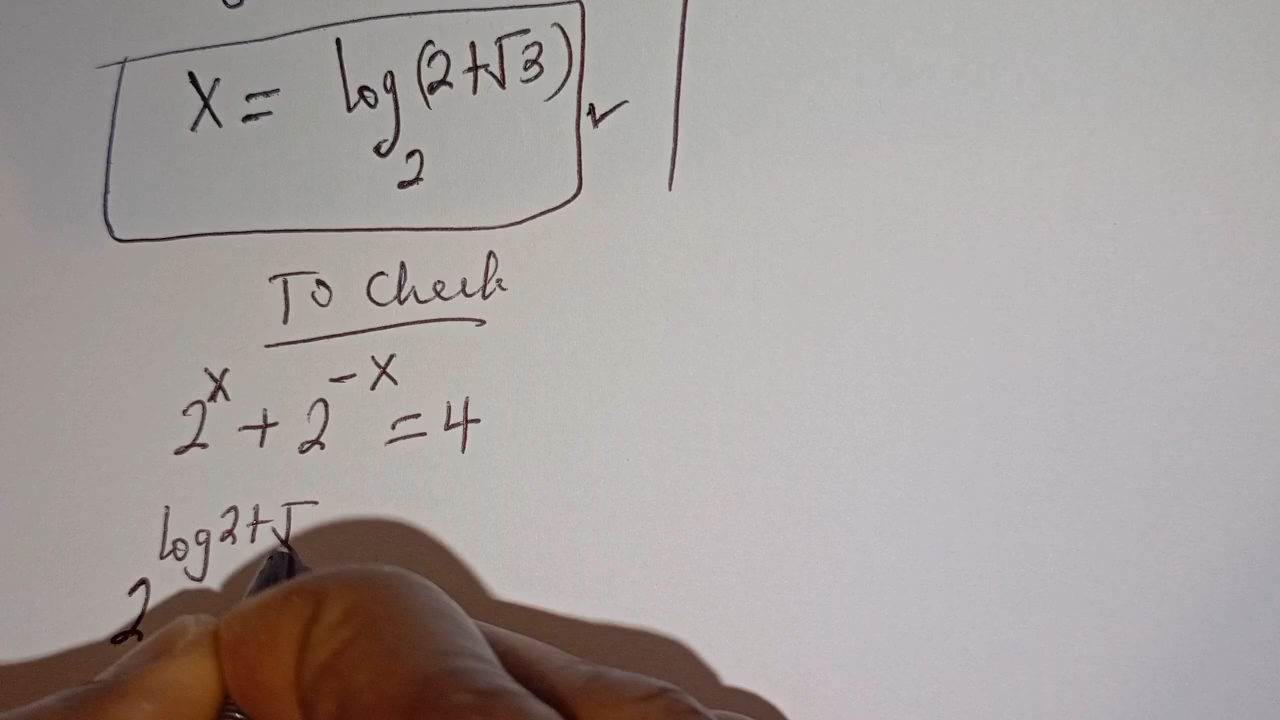 X = log₂(2+√3) ✓
To Check
2^x + 2^-x = 4
2^log2+√